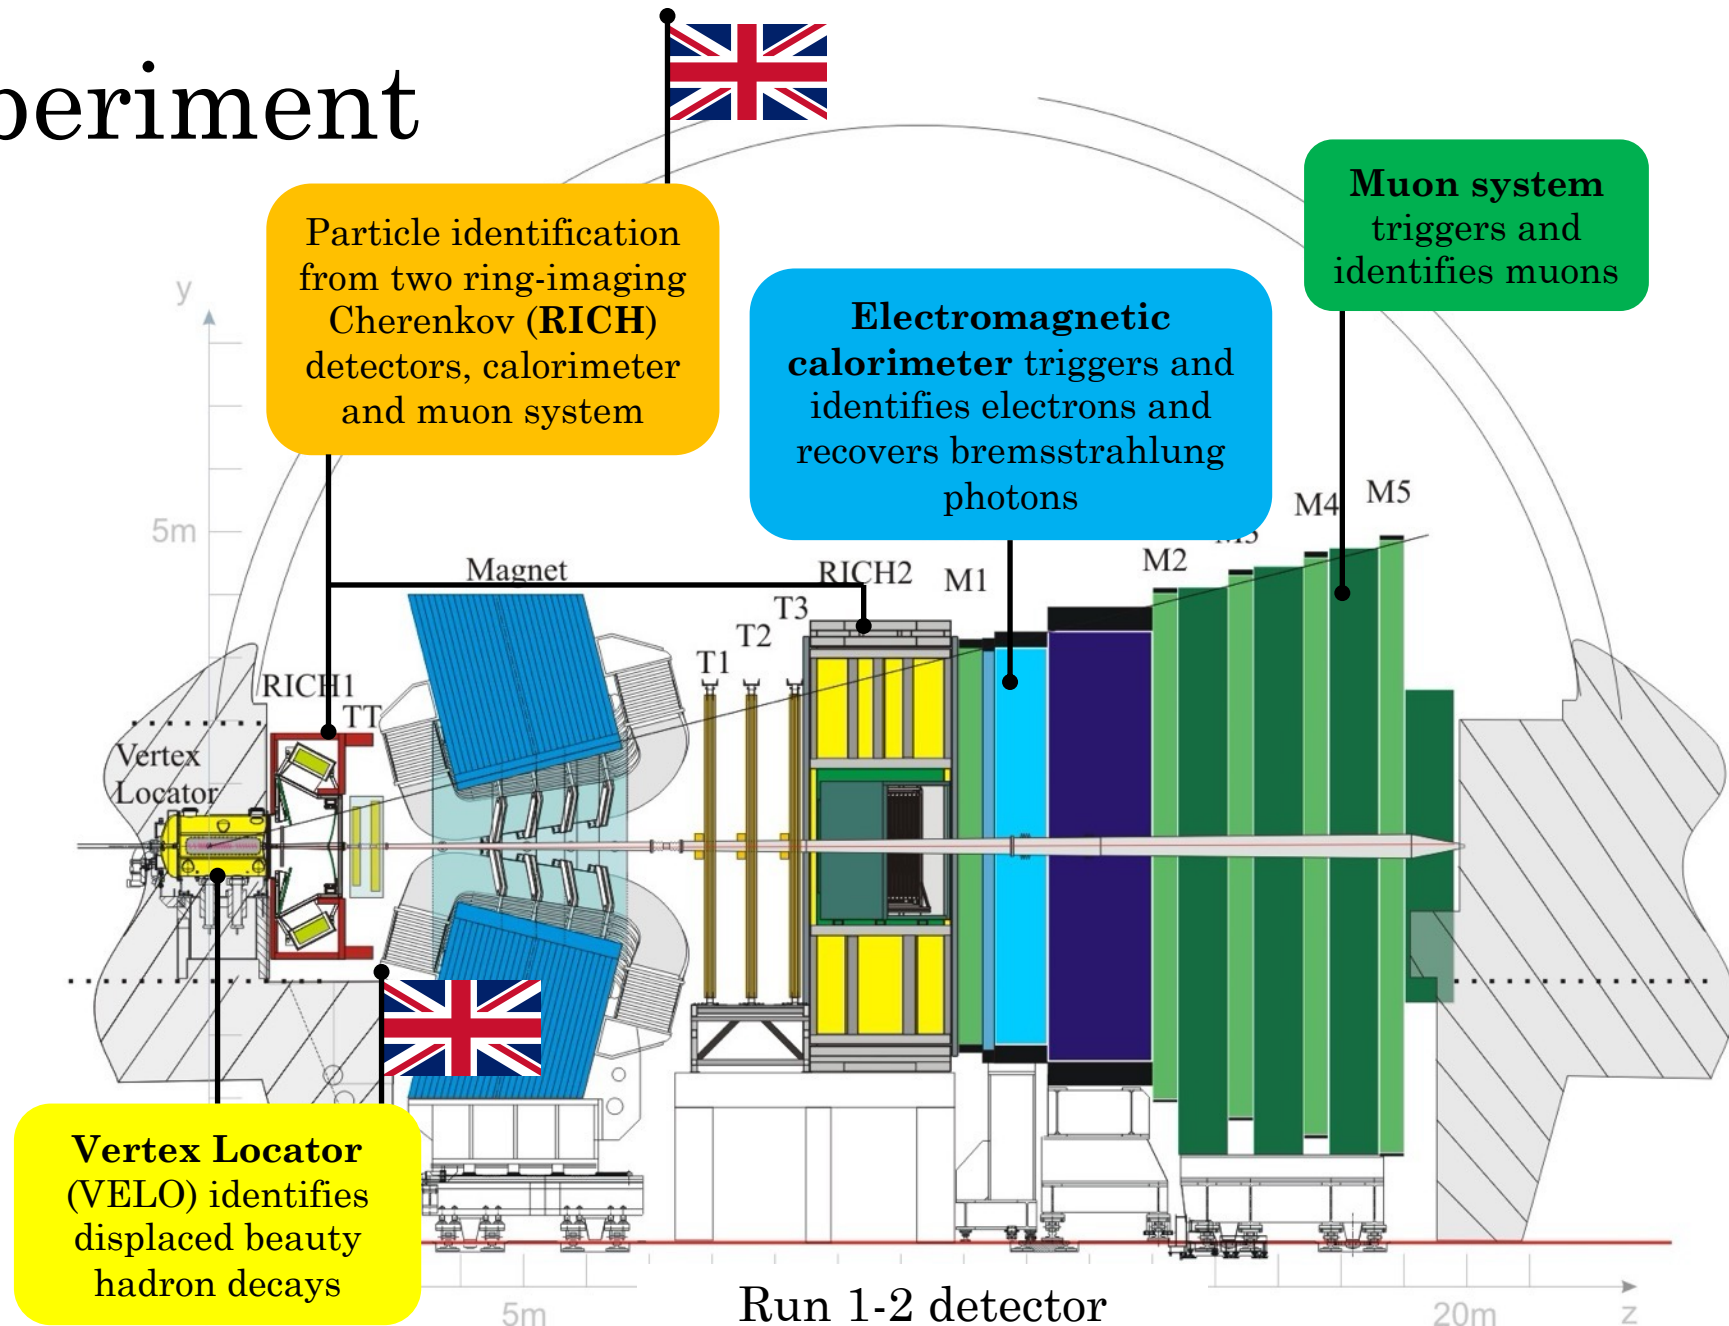 periment
Particle identification
from two ring-imaging
Cherenkov (RICH)
detectors, calorimeter
and muon system
Muon system
triggers and
identifies muons
Electromagnetic
calorimeter triggers and
identifies electrons and
recovers bremsstrahlung
photons
y
5m
Magnet
RICH2
M1
M2
M3
M4
M5
T1
T2
T3
RICH1
TT
Vertex
Locator
Vertex Locator
(VELO) identifies
displaced beauty
hadron decays
5m
Run 1-2 detector
20m
z